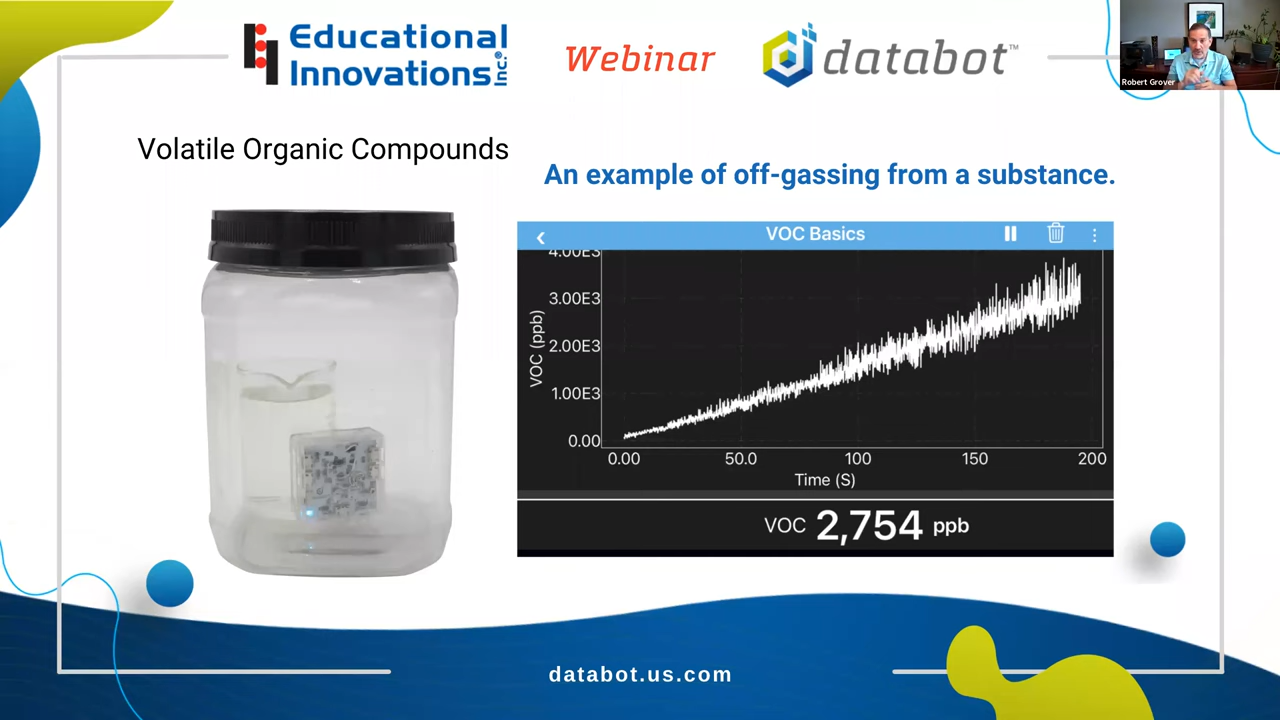 Educational
Innovations Inc.®
Webinar
databot™
Robert Grover
Volatile Organic Compounds
An example of off-gassing from a substance.
VOC Basics
4.00E3
3.00E3
2.00E3
1.00E3
0.00
VOC (ppb)
0.00 50.0 100 150 200
Time (S)
VOC 2,754 ppb
databot.us.com